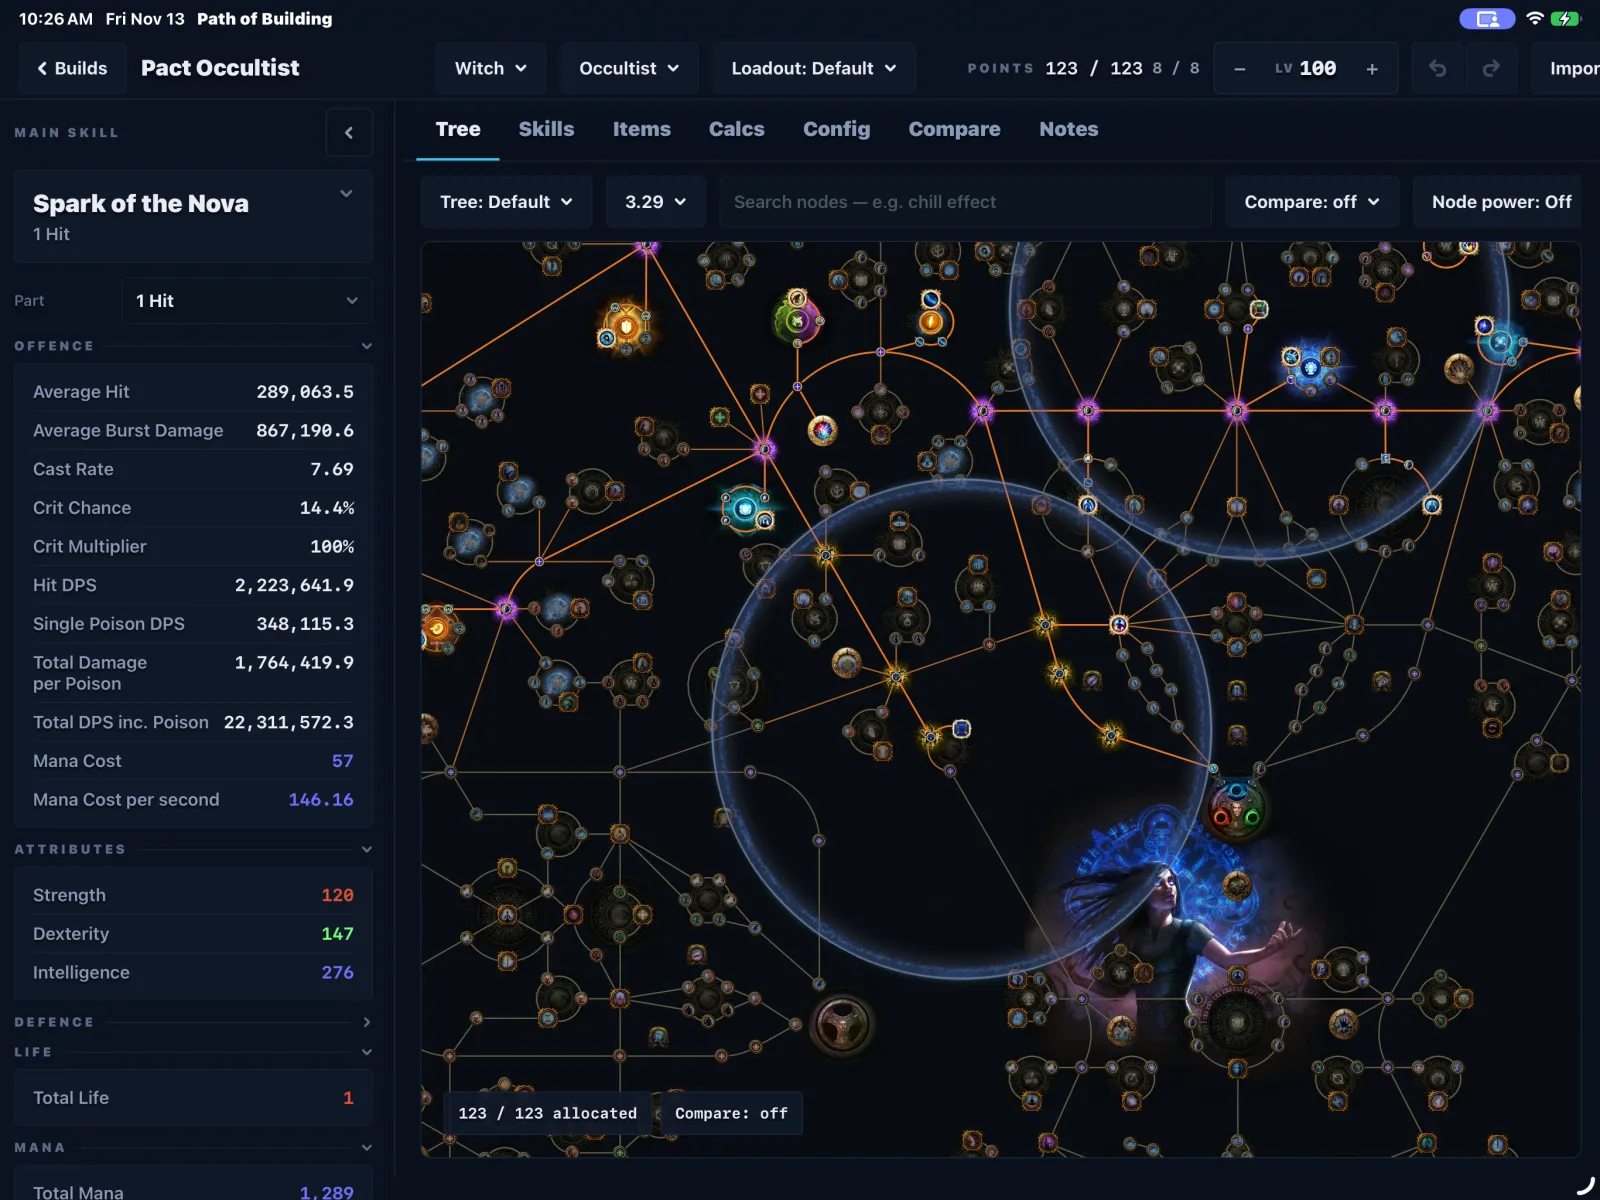 10:26 AM Fri Nov 13 Path of Building
Builds
Pact Occultist
Witch
Occultist
Loadout: Default
POINTS 123 / 123 8 / 8
− LV 100 +
Impor
MAIN SKILL
Tree Skills Items Calcs Config Compare Notes
Spark of the Nova
1 Hit
Tree: Default
3.29
Search nodes — e.g. chill effect
Compare: off
Node power: Off
Part 1 Hit
OFFENCE
Average Hit 289,063.5
Average Burst Damage 867,190.6
Cast Rate 7.69
Crit Chance 14.4%
Crit Multiplier 100%
Hit DPS 2,223,641.9
Single Poison DPS 348,115.3
Total Damage per Poison 1,764,419.9
Total DPS inc. Poison 22,311,572.3
Mana Cost 57
Mana Cost per second 146.16
ATTRIBUTES
Strength 120
Dexterity 147
Intelligence 276
DEFENCE
LIFE
Total Life 1
MANA
Total Mana 1,289
123 / 123 allocated
Compare: off